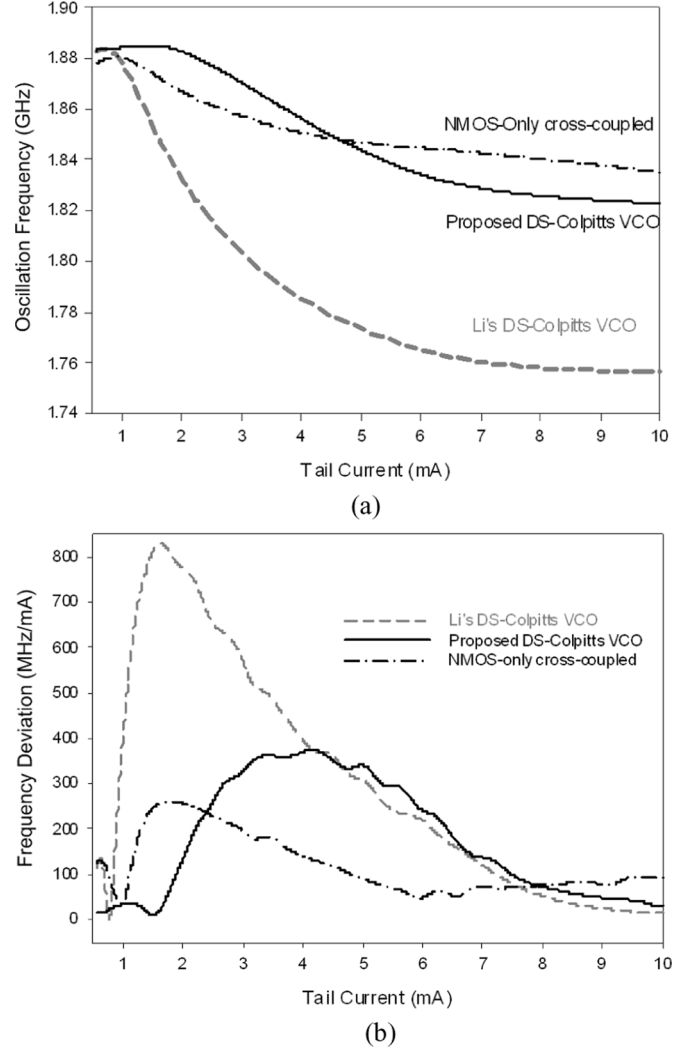 1.90
1.88
1.86
1.84
1.82
1.80
1.78
1.76
1.74
Oscillation Frequency (GHz)
NMOS-Only cross-coupled
Proposed DS-Colpitts VCO
Li's DS-Colpitts VCO
1 2 3 4 5 6 7 8 9 10
Tail Current (mA)
(a)
800
700
600
500
400
300
200
100
0
Frequency Deviation (MHz/mA)
Li's DS-Colpitts VCO
Proposed DS-Colpitts VCO
NMOS-only cross-coupled
1 2 3 4 5 6 7 8 9 10
Tail Current (mA)
(b)